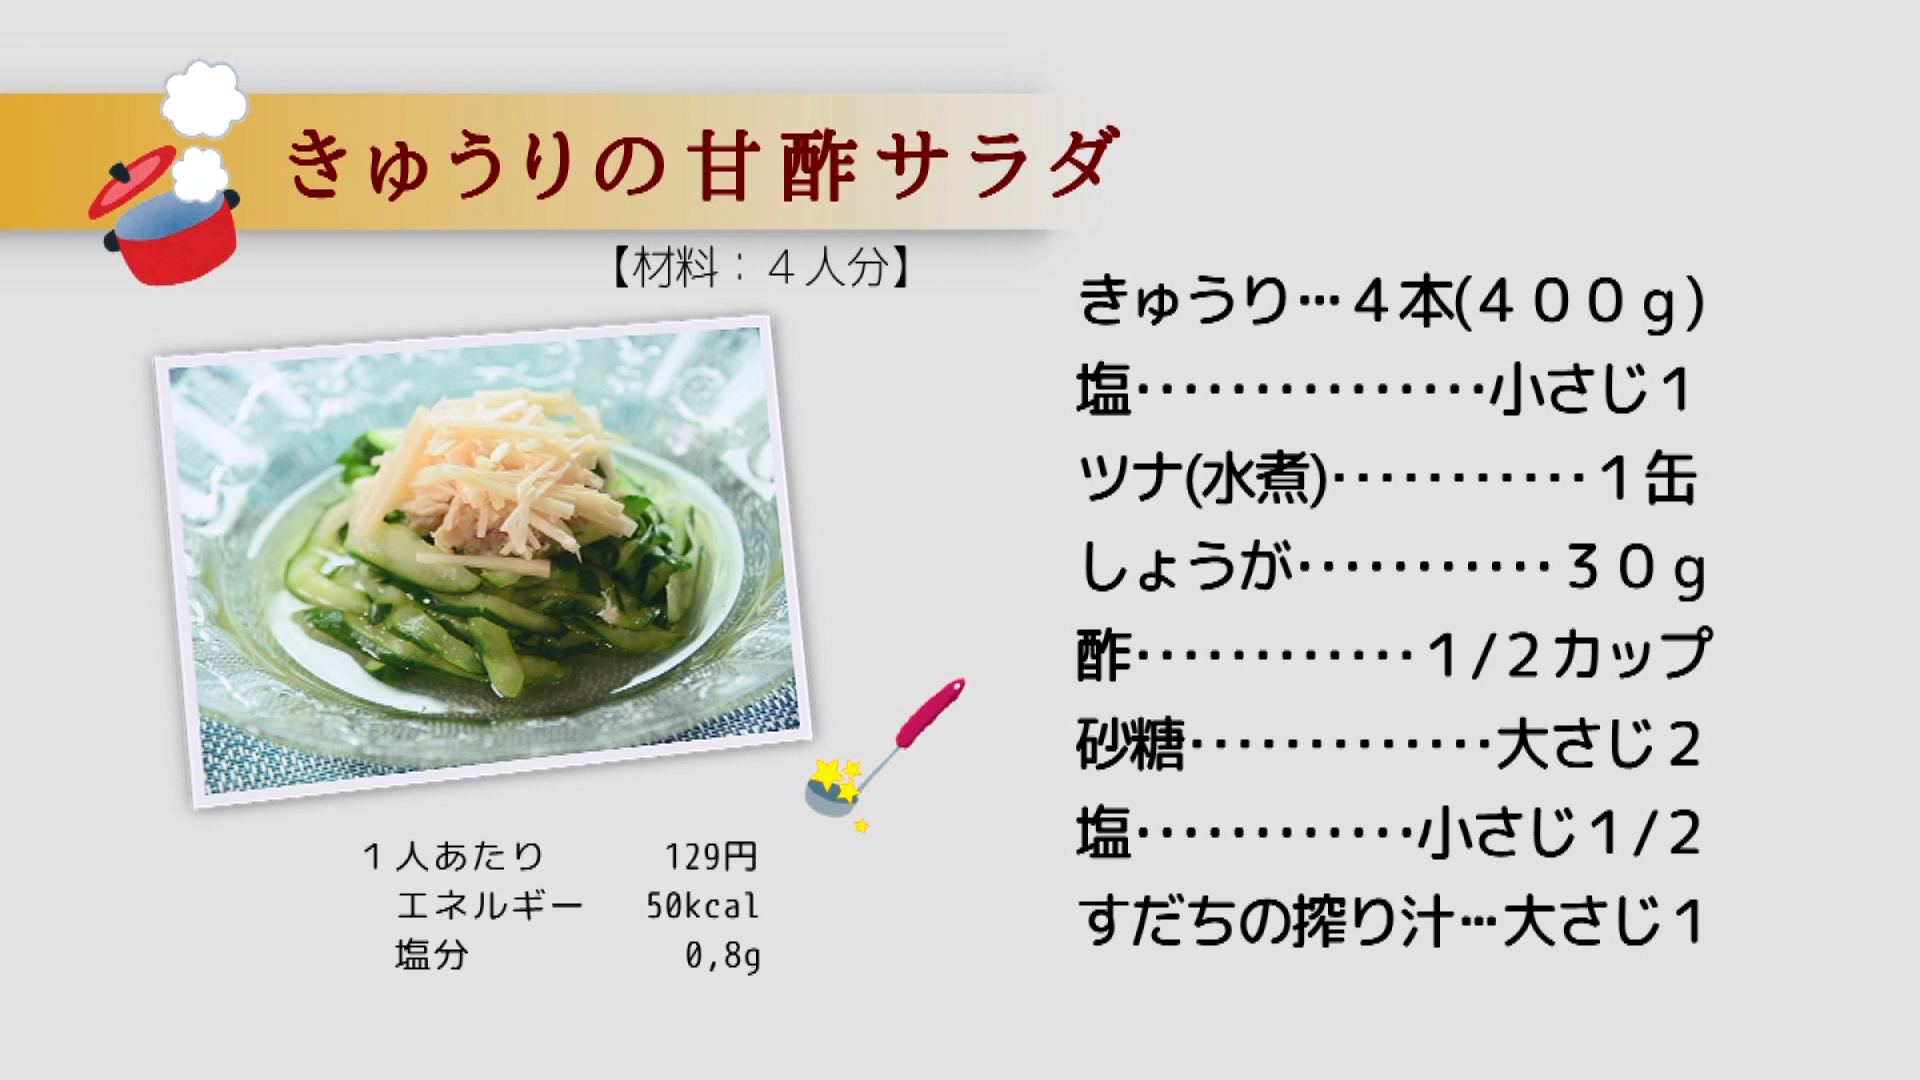 きゅうりの甘酢サラダ
【材料：４人分】
きゅうり…４本(４００ｇ)
塩……………小さじ１
ツナ(水煮)…………１缶
しょうが…………３０ｇ
酢…………１/２カップ
砂糖…………大さじ２
塩…………小さじ１/２
すだちの搾り汁…大さじ１
１人あたり 129円
エネルギー 50kcal
塩分 0,8g